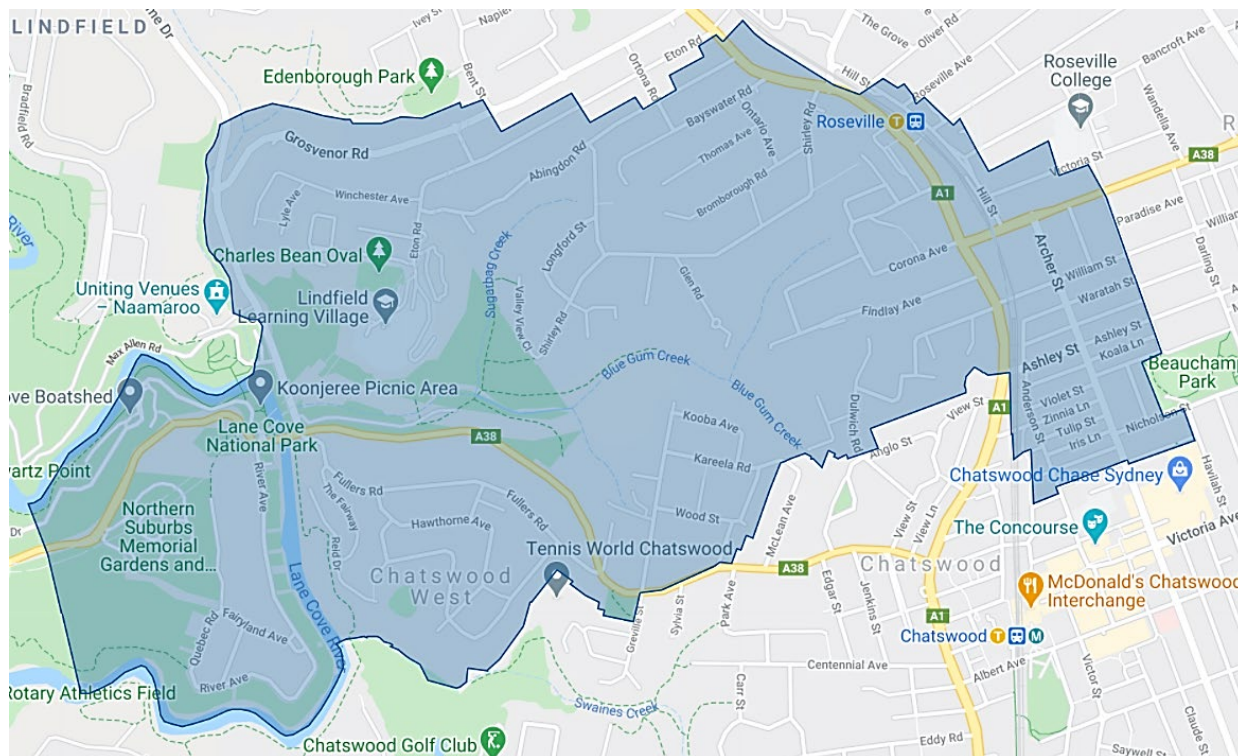 LINDFIELD
Bradfield Rd
me Dr
Ivey St
Napier
Bent St
Eton Rd
Ortona Rd
The Grove
Oliver Rd
Hill St
Roseville Ave
Bancroft Ave
Roseville
College
Wandella Ave
Edenborough Park
Grosvenor Rd
Abingdon Rd
Bayswater Rd
Thomas Ave
Ontario Ave
Shirley Rd
Roseville
Victoria St
A38
Lyle Ave
Winchester Ave
Eton Rd
Bromborough Rd
A1
Hill St
Paradise Ave
River
Charles Bean Oval
Sugarbag Creek
Longford St
Corona Ave
Archer St
William
Darling St
Uniting Venues
– Naamaroo
Lindfield
Learning Village
Valley View Cl
Shirley Rd
Glen Rd
William St
Waratah St
Findlay Ave
Max Allen Rd
Blue Gum Creek
Ashley St
Ashley St
Koala Ln
Beauchamp
Park
ove Boatshed
Koonjeree Picnic Area
Blue Gum Creek
Dulwich Rd
View St
A1
Anderson St
Violet St
Zinnia Ln
Tulip St
Iris Ln
Nicholson St
Lane Cove
National Park
A38
Kooba Ave
Anglo St
Kareela Rd
wartz Point
River Ave
Fullers Rd
The Fairway
Chatswood Chase Sydney
Havilah St
Dr
Northern
Suburbs
Memorial
Gardens and...
Hawthorne Ave
Fullers Rd
Wood St
McLean Ave
View St
View Ln
The Concourse
Victoria Ave
Reid Dr
Tennis World Chatswood
Chatswood
West
A38
Chatswood
Edgar St
Jenkins St
McDonald's Chatswood
Interchange
Lane Cove River
Fairyland Ave
Quebec Rd
Greville St
Sylvia St
Park Ave
A1
Chatswood
River Ave
Centennial Ave
Albert Ave
Rotary Athletics Field
Carr St
Victor St
Claude St
Swaines Creek
Chatswood Golf Club
Eddy Rd
Saywell St